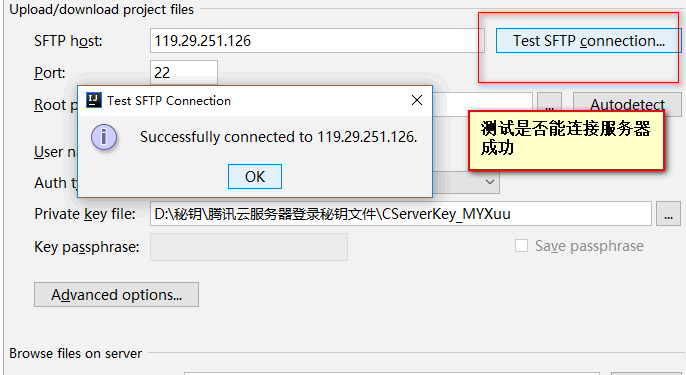 Upload/download project files
SFTP host:
119.29.251.126
Test SFTP connection...
Port:
22
Test SFTP Connection
Root p
...
Autodetect
Successfully connected to 119.29.251.126.
测试是否能连接服务器
成功
User na
OK
Auth ty
Private key file:
D:\秘钥\腾讯云服务器登录秘钥文件\CServerKey_MYXuu
...
Key passphrase:
Save passphrase
Advanced options...
Browse files on server